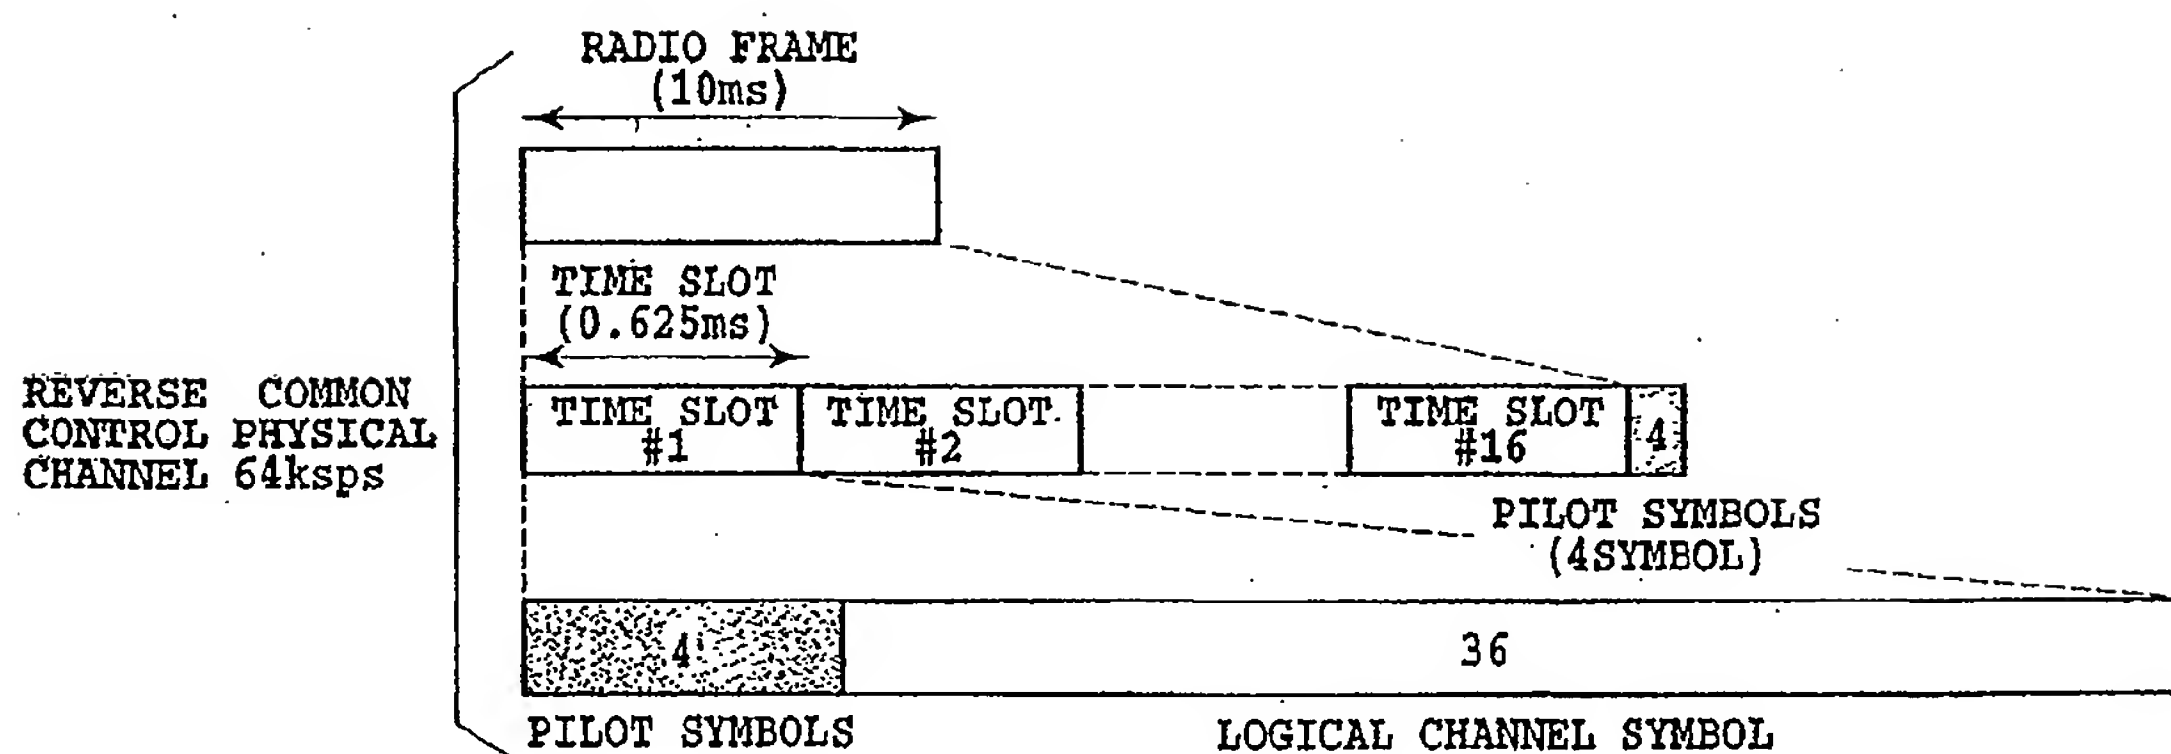 RADIO FRAME
(10ms)
TIME SLOT
(0.625ms)
REVERSE COMMON
CONTROL PHYSICAL
CHANNEL 64ksps
TIME SLOT
#1
TIME SLOT
#2
TIME SLOT
#16
4
PILOT SYMBOLS
(4SYMBOL)
4
36
PILOT SYMBOLS
LOGICAL CHANNEL SYMBOL